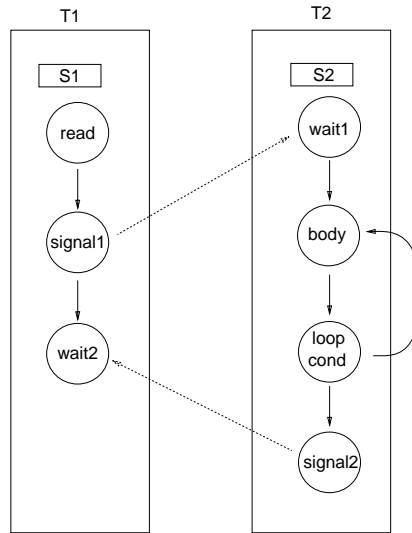 T1
S1
read
signal1
wait2
T2
S2
wait1
body
loop
cond
signal2